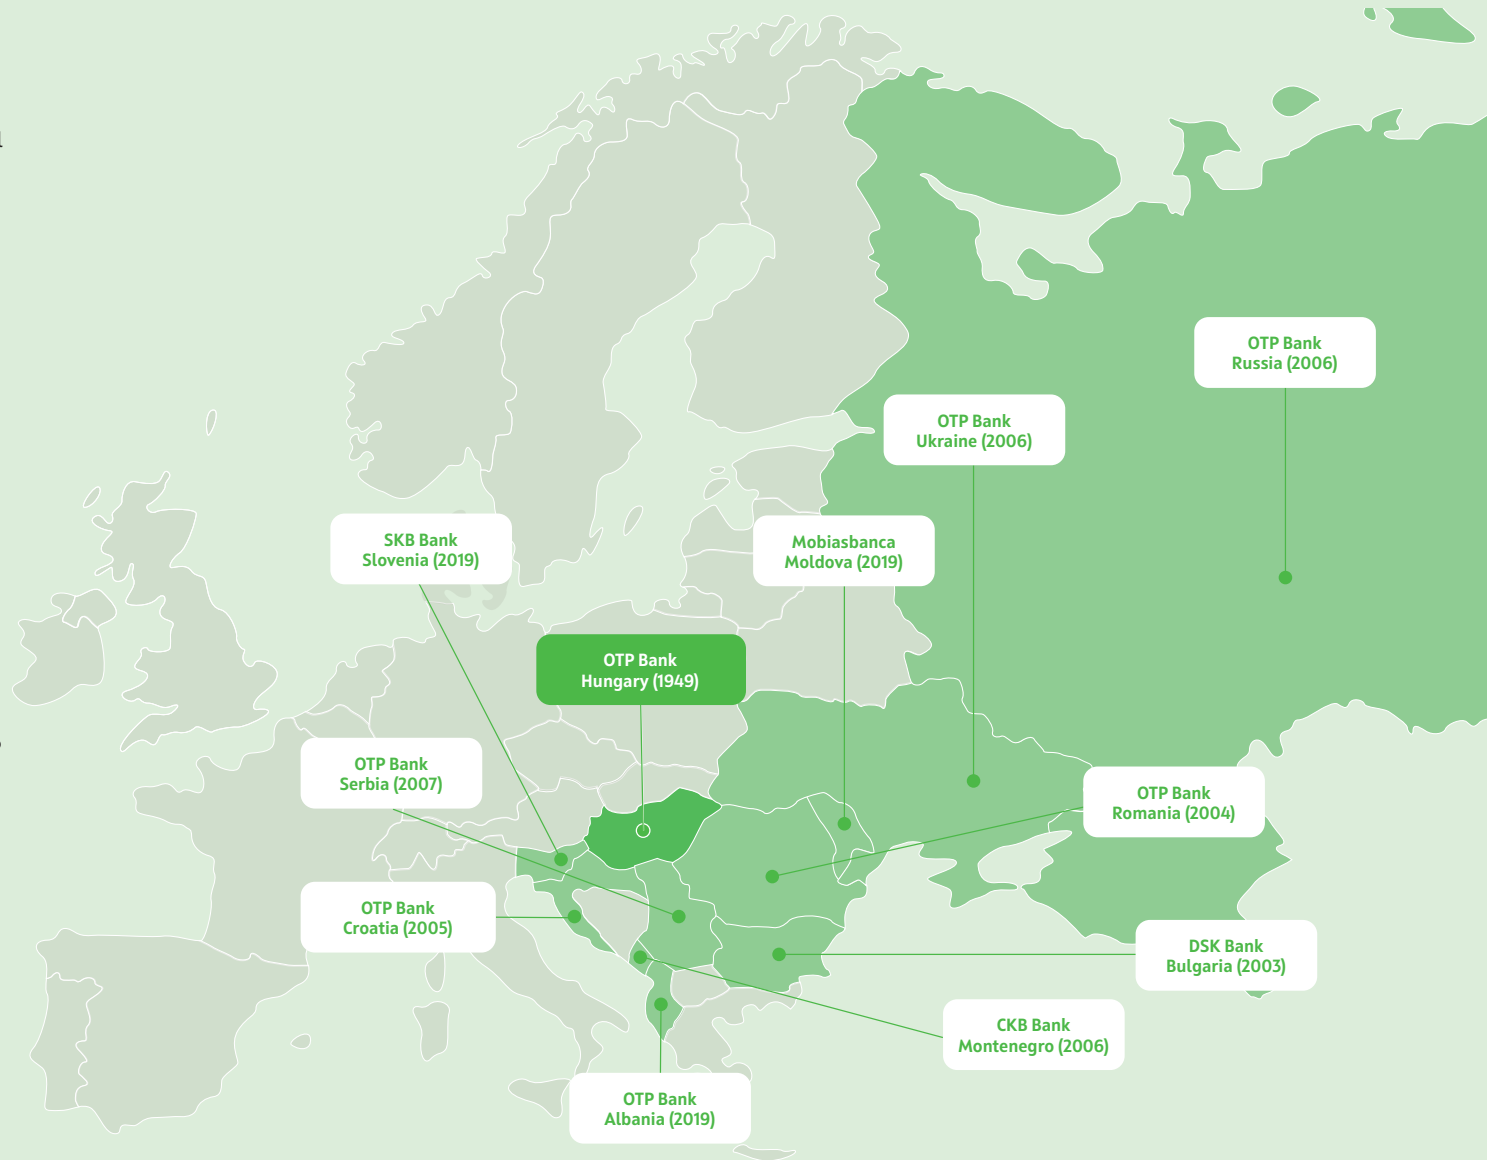 OTP Bank
Russia (2006)
OTP Bank
Ukraine (2006)
SKB Bank
Slovenia (2019)
Mobiasbanca
Moldova (2019)
OTP Bank
Hungary (1949)
OTP Bank
Serbia (2007)
OTP Bank
Romania (2004)
OTP Bank
Croatia (2005)
DSK Bank
Bulgaria (2003)
CKB Bank
Montenegro (2006)
OTP Bank
Albania (2019)